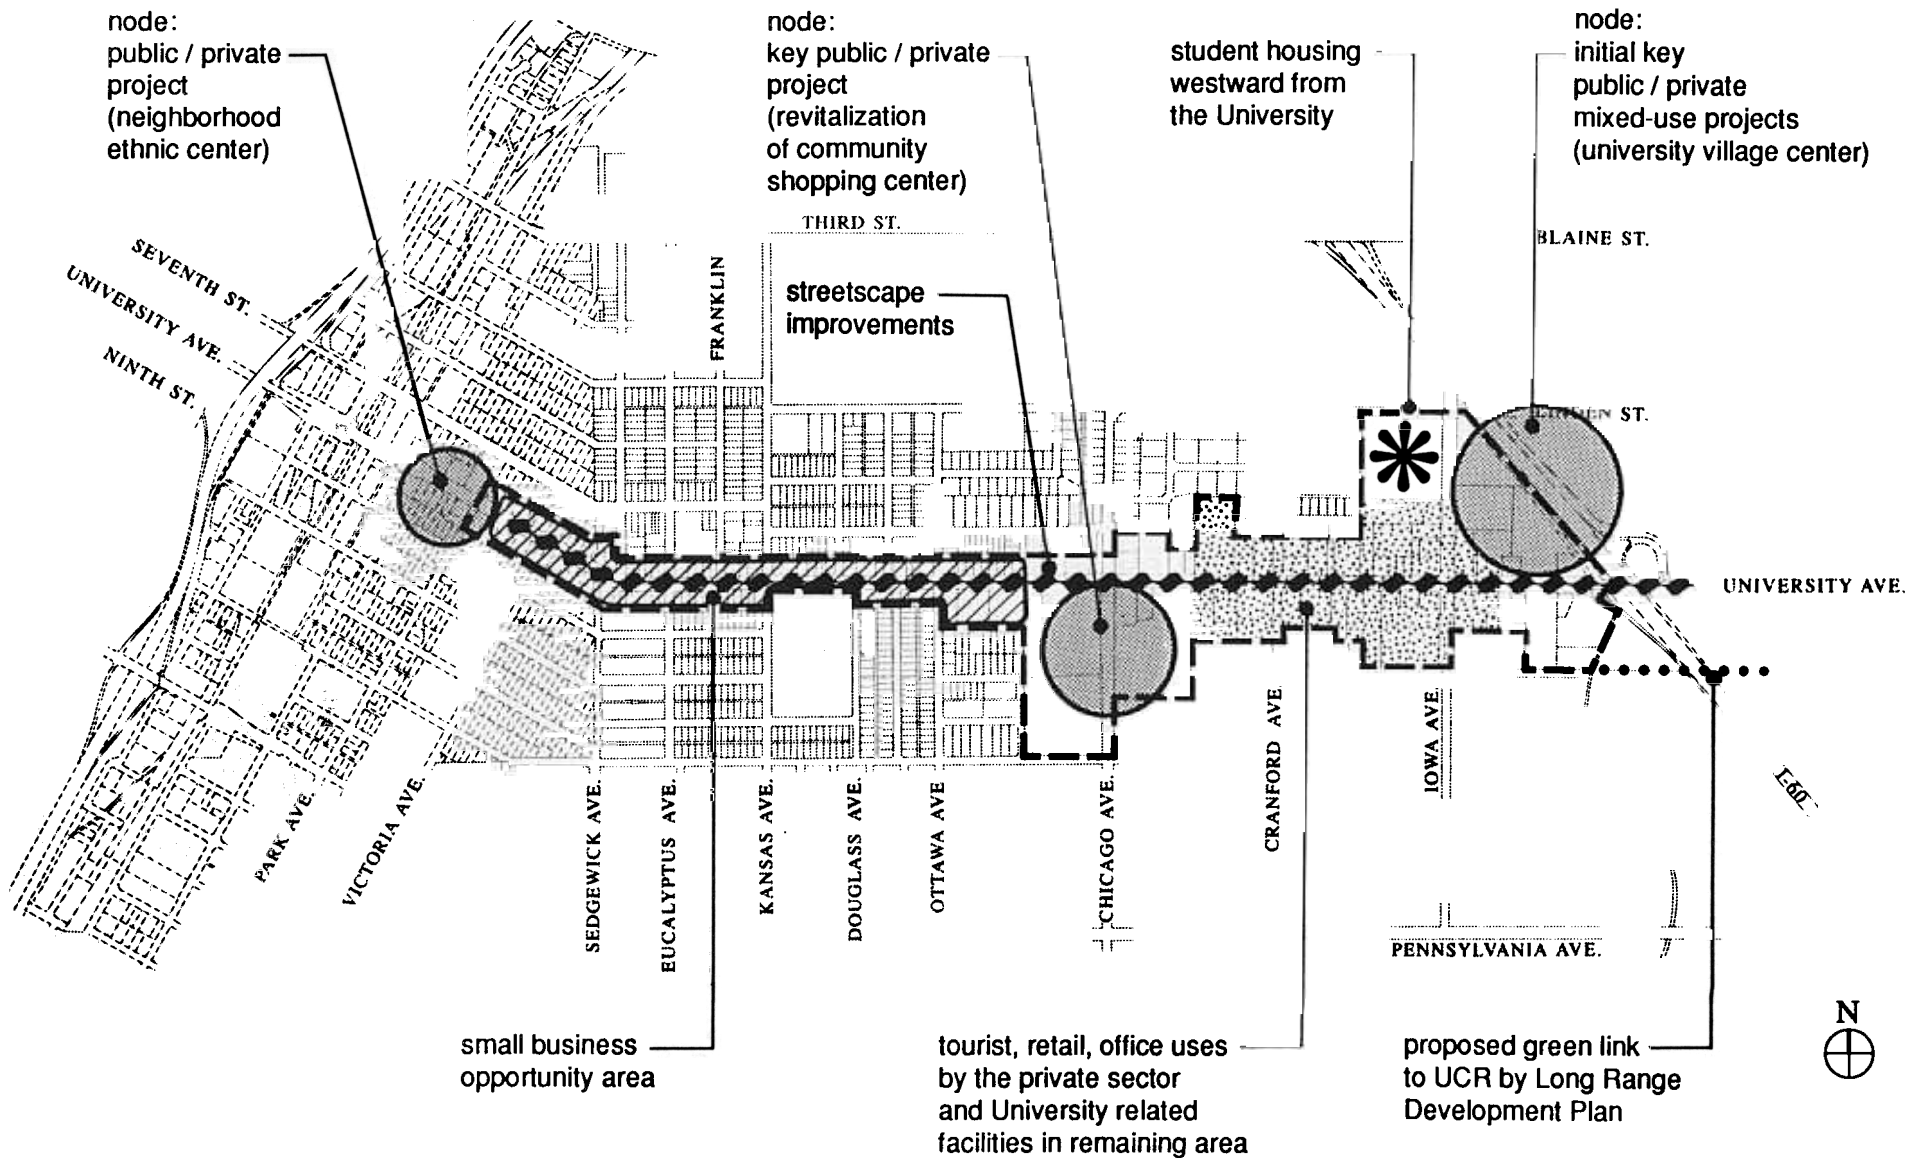 node:
public / private
project
(neighborhood
ethnic center)
node:
key public / private
project
(revitalization
of community
shopping center)
student housing
westward from
the University
node:
initial key
public / private
mixed-use projects
(university village center)
THIRD ST.
BLAINE ST.
SEVENTH ST.
UNIVERSITY AVE.
NINTH ST.
FRANKLIN
streetscape
improvements
ST.
UNIVERSITY AVE.
PARK AVE.
VICTORIA AVE.
SEDGEWICK AVE.
EUCALYPTUS AVE.
KANSAS AVE.
DOUGLASS AVE.
OTTAWA AVE
CHICAGO AVE.
CRANFORD AVE.
IOWA AVE.
I-60
PENNSYLVANIA AVE.
N
small business
opportunity area
tourist, retail, office uses
by the private sector
and University related
facilities in remaining area
proposed green link
to UCR by Long Range
Development Plan